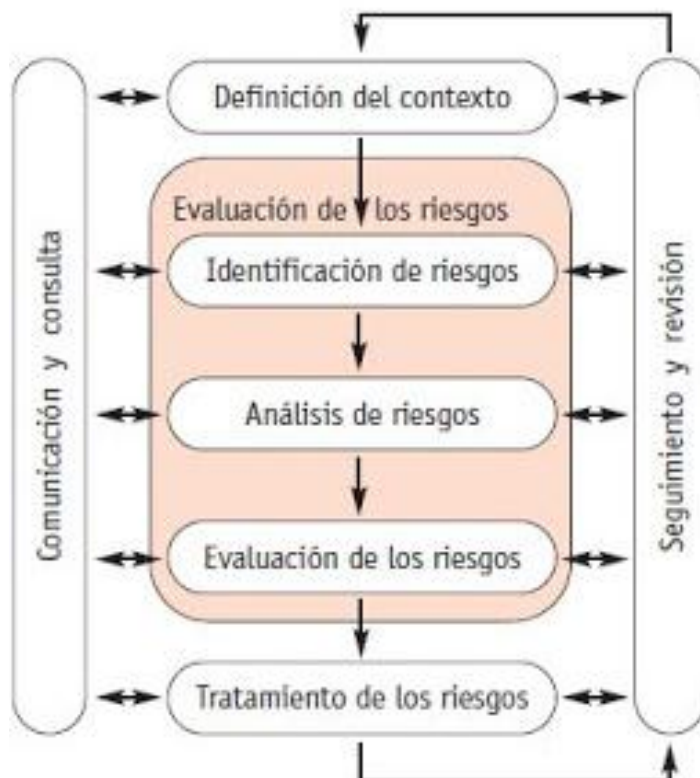 Definición del contexto
Evaluación de los riesgos
Identificación de riesgos
Análisis de riesgos
Evaluación de los riesgos
Tratamiento de los riesgos
Comunicación y consulta
Seguimiento y revisión